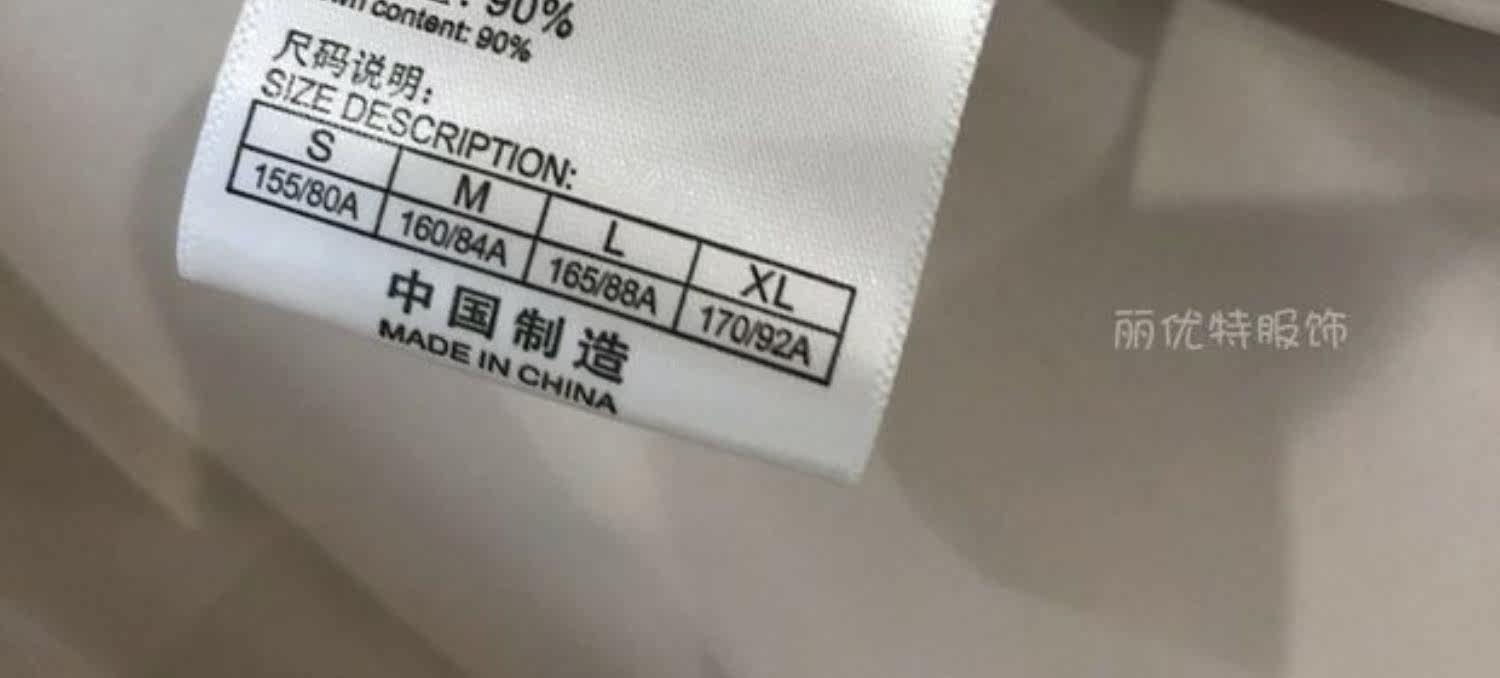 90%
content: 90%
尺码说明:
SIZE DESCRIPTION:
S M L XL
155/80A 160/84A 165/88A 170/92A
中国制造
MADE IN CHINA
丽优特服饰